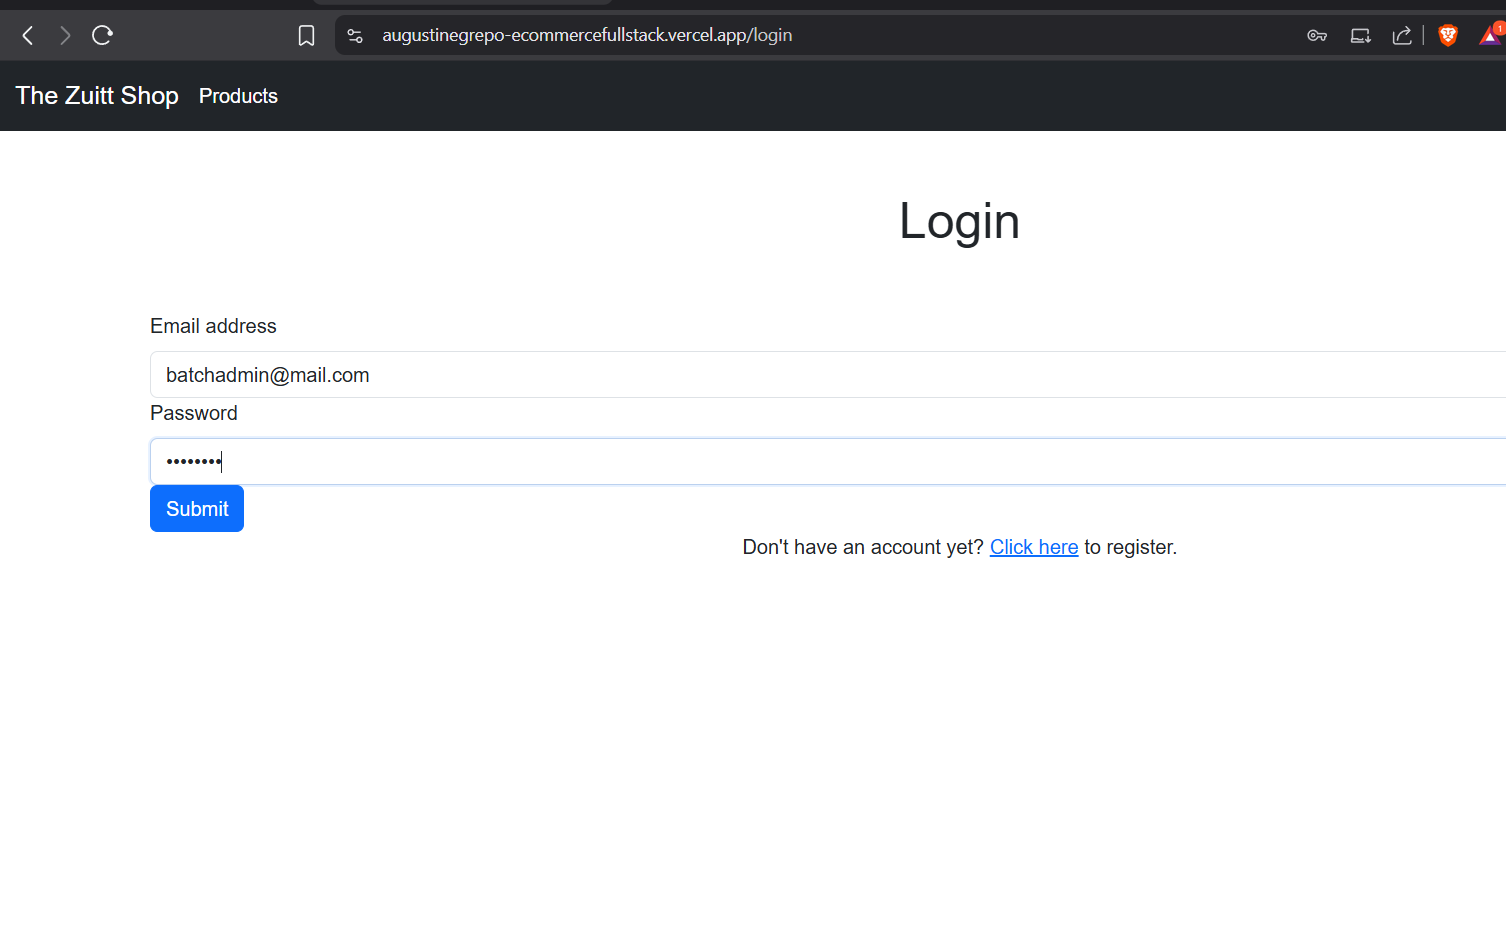 augustinegrepo-ecommercefullstack.vercel.app/login
1
The Zuitt Shop Products
Login
Email address
batchadmin@mail.com
Password
••••••••
Submit
Don't have an account yet? Click here to register.